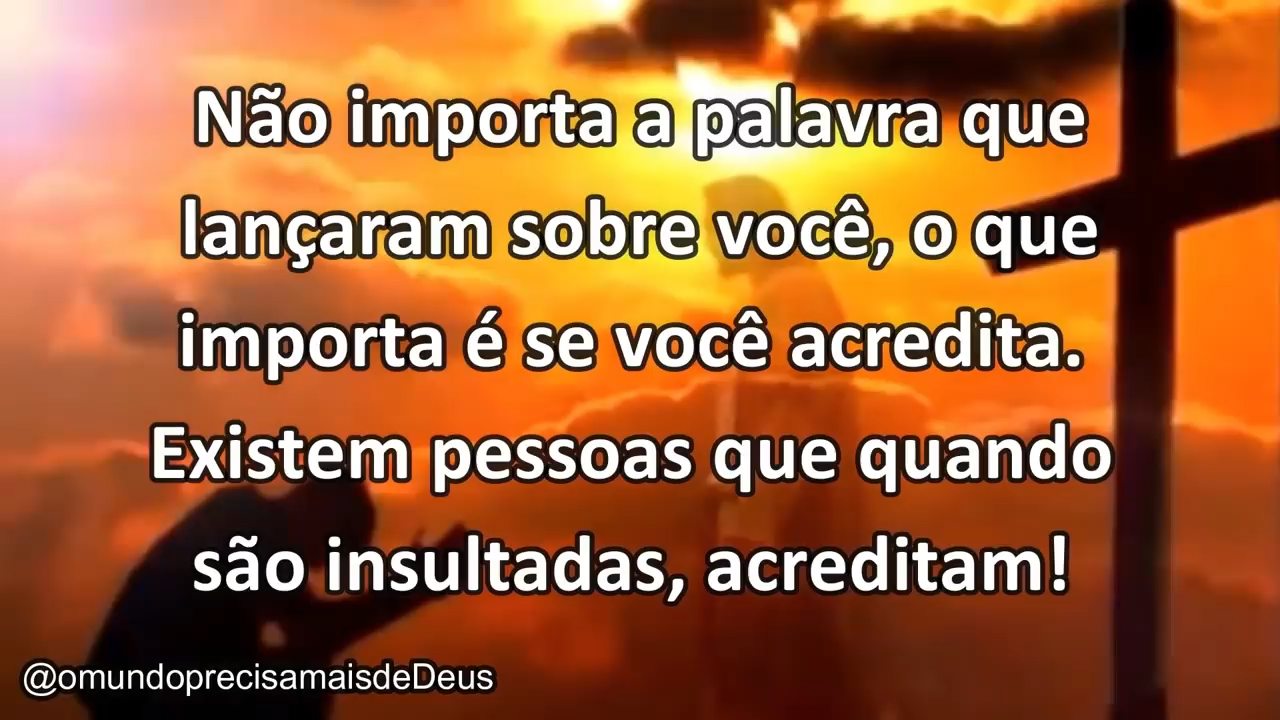 Não importa a palavra que
lançaram sobre você, o que
importa é se você acredita.
Existem pessoas que quando
são insultadas, acreditam!
@omundoprecisamaisdeDeus